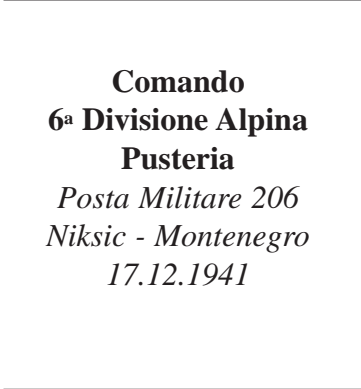 Comando
6ª Divisione Alpina
Pusteria
Posta Militare 206
Niksic - Montenegro
17.12.1941